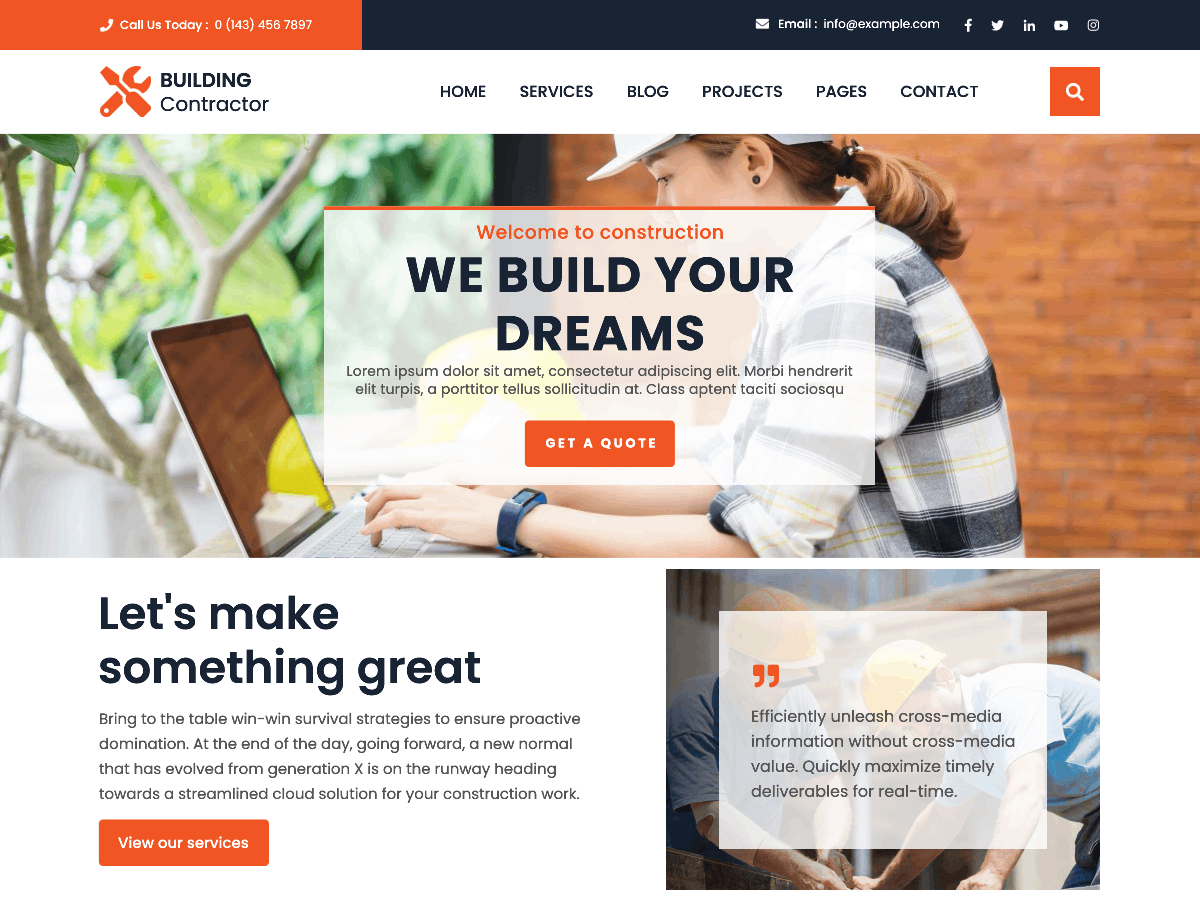 Call Us Today : 0 (143) 456 7897
Email : info@example.com
BUILDING
Contractor
HOME SERVICES BLOG PROJECTS PAGES CONTACT
Welcome to construction
WE BUILD YOUR
DREAMS
Lorem ipsum dolor sit amet, consectetur adipiscing elit. Morbi hendrerit
elit turpis, a porttitor tellus sollicitudin at. Class aptent taciti sociosqu
GET A QUOTE
Let's make
something great
Bring to the table win-win survival strategies to ensure proactive
domination. At the end of the day, going forward, a new normal
that has evolved from generation X is on the runway heading
towards a streamlined cloud solution for your construction work.
View our services
Efficiently unleash cross-media
information without cross-media
value. Quickly maximize timely
deliverables for real-time.